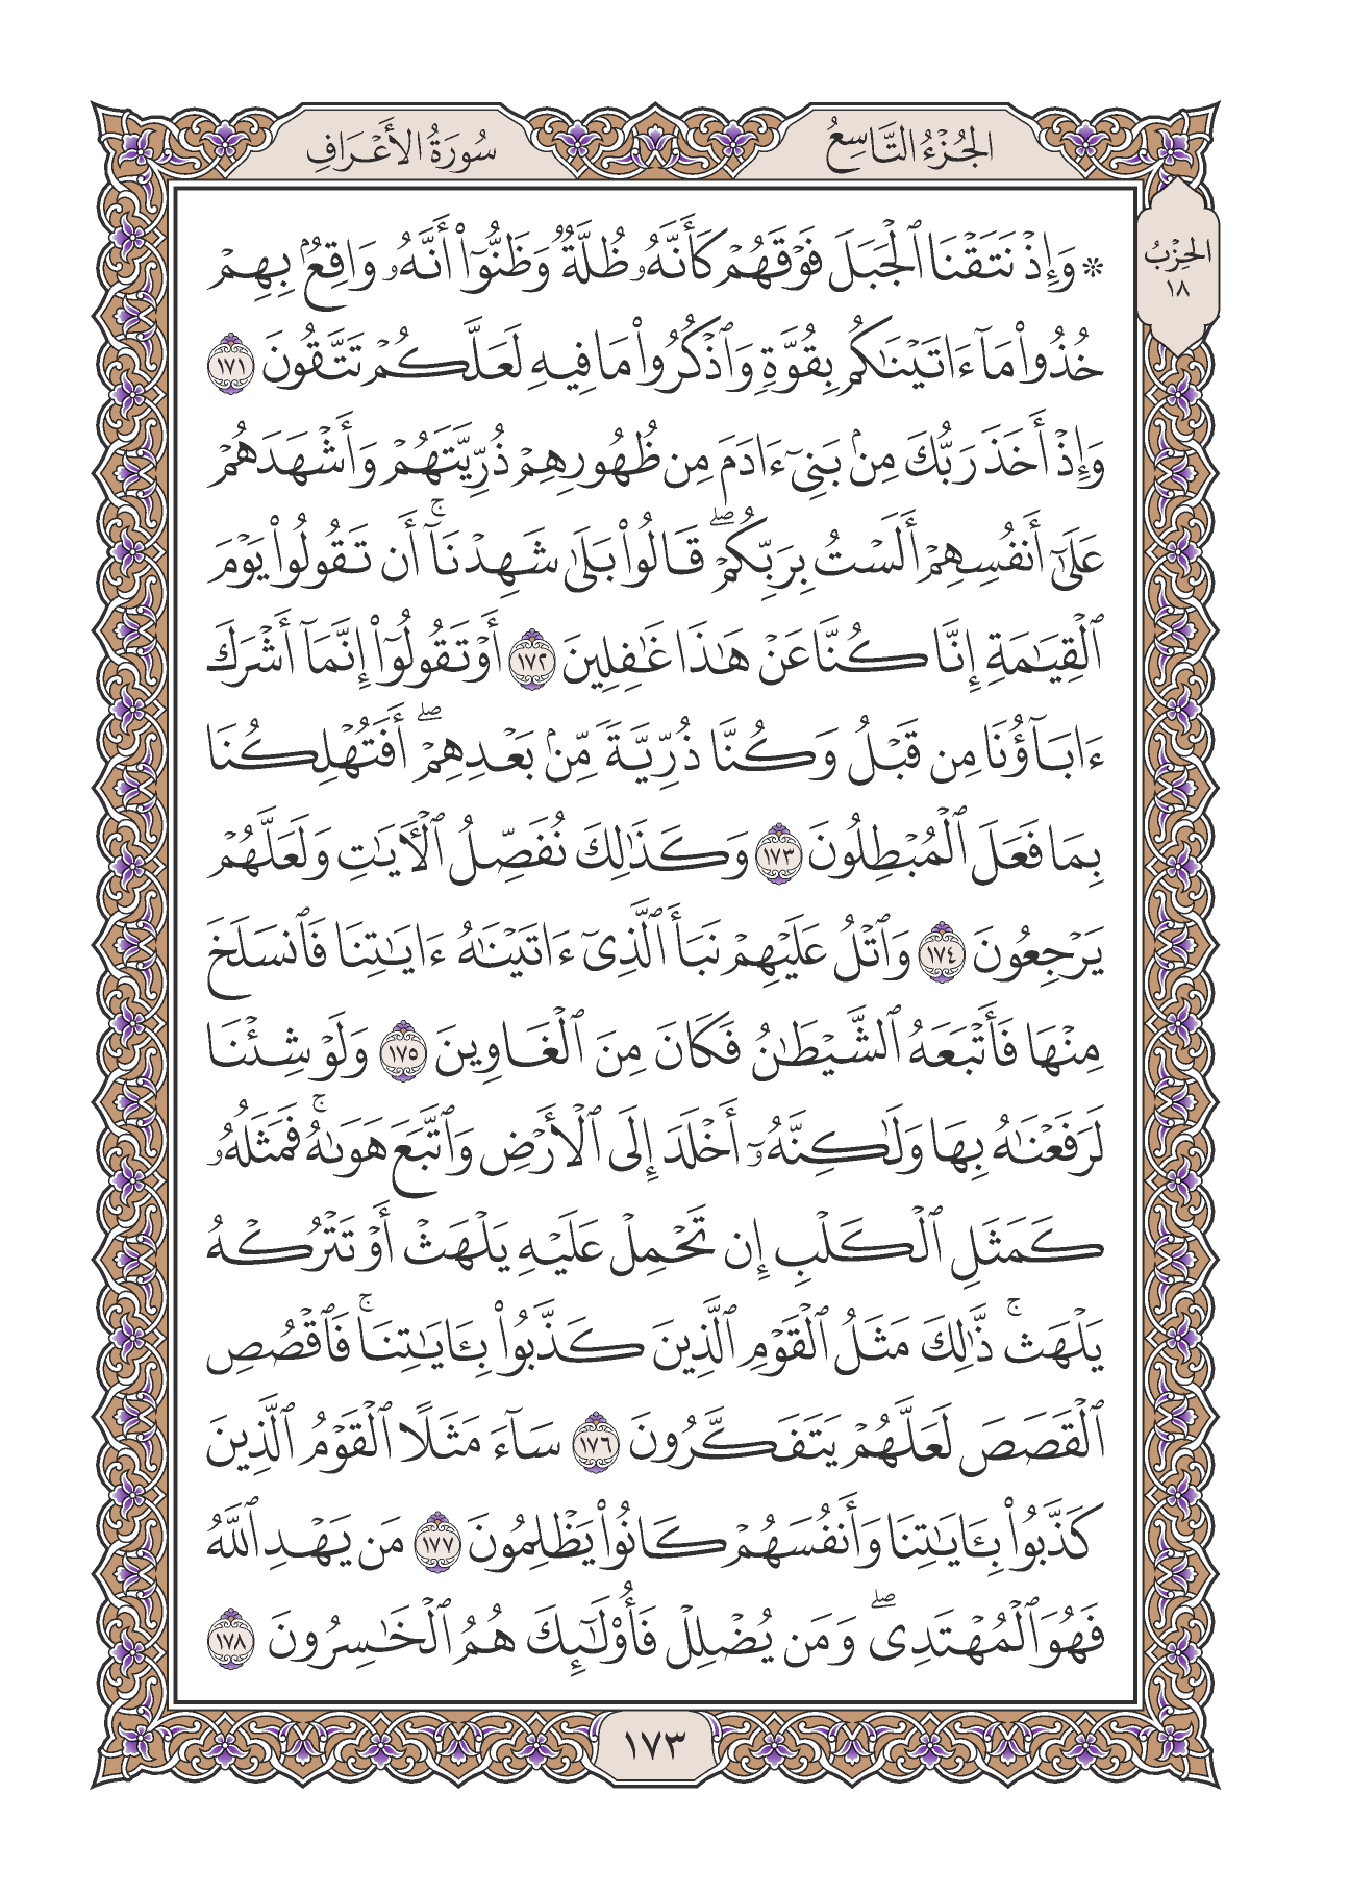 الجُزْءُ التَّاسِعُ
سُورَةُ الأَعْرَافِ
الحِزْبُ
١٨
۞ وَإِذْ نَتَقْنَا ٱلْجَبَلَ فَوْقَهُمْ كَأَنَّهُۥ ظُلَّةٌ وَظَنُّوٓا۟ أَنَّهُۥ وَاقِعٌۢ بِهِمْ
خُذُوا۟ مَآ ءَاتَيْنَـٰكُم بِقُوَّةٍ وَٱذْكُرُوا۟ مَا فِيهِ لَعَلَّكُمْ تَتَّقُونَ ١٧١
وَإِذْ أَخَذَ رَبُّكَ مِنۢ بَنِىٓ ءَادَمَ مِن ظُهُورِهِمْ ذُرِّيَّتَهُمْ وَأَشْهَدَهُمْ
عَلَىٰٓ أَنفُسِهِمْ أَلَسْتُ بِرَبِّكُمْ ۖ قَالُوا۟ بَلَىٰ شَهِدْنَآ ۚ أَن تَقُولُوا۟ يَوْمَ
ٱلْقِيَـٰمَةِ إِنَّا كُنَّا عَنْ هَـٰذَا غَـٰفِلِينَ ١٧٢ أَوْ تَقُولُوٓا۟ إِنَّمَآ أَشْرَكَ
ءَابَآؤُنَا مِن قَبْلُ وَكُنَّا ذُرِّيَّةً مِّنۢ بَعْدِهِمْ ۖ أَفَتُهْلِكُنَا
بِمَا فَعَلَ ٱلْمُبْطِلُونَ ١٧٣ وَكَذَٰلِكَ نُفَصِّلُ ٱلْـَٔايَـٰتِ وَلَعَلَّهُمْ
يَرْجِعُونَ ١٧٤ وَٱتْلُ عَلَيْهِمْ نَبَأَ ٱلَّذِىٓ ءَاتَيْنَـٰهُ ءَايَـٰتِنَا فَٱنسَلَخَ
مِنْهَا فَأَتْبَعَهُ ٱلشَّيْطَـٰنُ فَكَانَ مِنَ ٱلْغَاوِينَ ١٧٥ وَلَوْ شِئْنَا
لَرَفَعْنَـٰهُ بِهَا وَلَـٰكِنَّهُۥٓ أَخْلَدَ إِلَى ٱلْأَرْضِ وَٱتَّبَعَ هَوَىٰهُ ۚ فَمَثَلُهُۥ
كَمَثَلِ ٱلْكَلْبِ إِن تَحْمِلْ عَلَيْهِ يَلْهَثْ أَوْ تَتْرُكْهُ
يَلْهَث ۚ ذَّٰلِكَ مَثَلُ ٱلْقَوْمِ ٱلَّذِينَ كَذَّبُوا۟ بِـَٔايَـٰتِنَا ۚ فَٱقْصُصِ
ٱلْقَصَصَ لَعَلَّهُمْ يَتَفَكَّرُونَ ١٧٦ سَآءَ مَثَلًا ٱلْقَوْمُ ٱلَّذِينَ
كَذَّبُوا۟ بِـَٔايَـٰتِنَا وَأَنفُسَهُمْ كَانُوا۟ يَظْلِمُونَ ١٧٧ مَن يَهْدِ ٱللَّهُ
فَهُوَ ٱلْمُهْتَدِى ۖ وَمَن يُضْلِلْ فَأُو۟لَـٰٓئِكَ هُمُ ٱلْخَـٰسِرُونَ ١٧٨
١٧٣